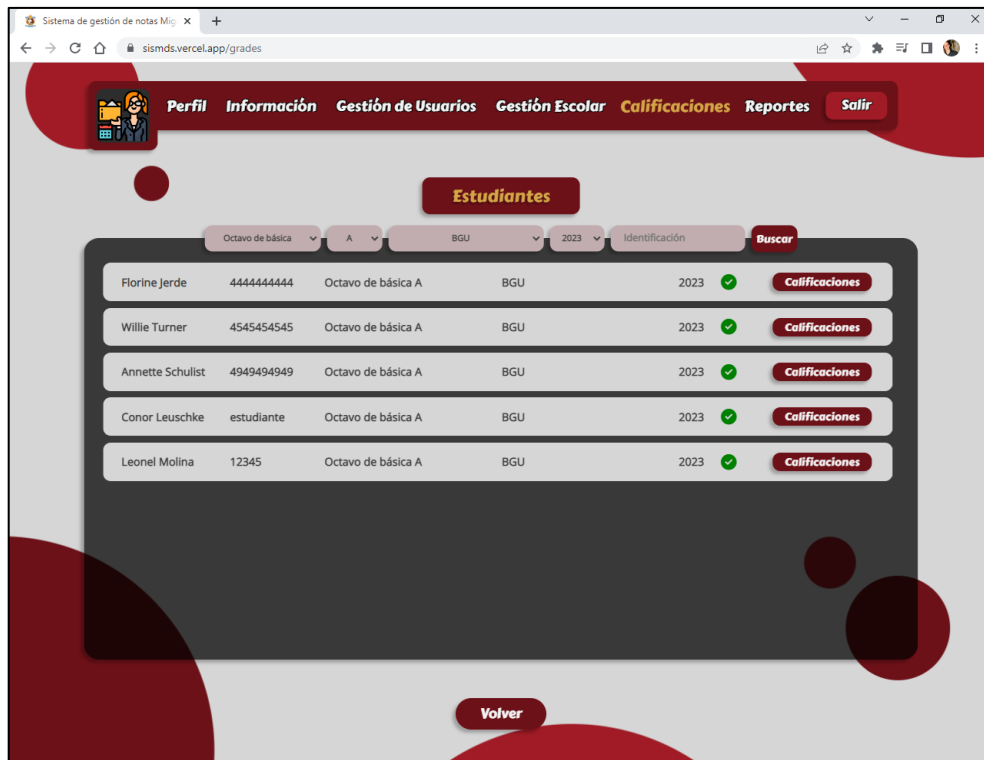 Sistema de gestión de notas Mig
sismds.vercel.app/grades
Perfil Información Gestión de Usuarios Gestión Escolar Calificaciones Reportes Salir
Estudiantes
Octavo de básica A BGU 2023 Identificación Buscar
Florine Jerde 4444444444 Octavo de básica A BGU 2023 Calificaciones
Willie Turner 4545454545 Octavo de básica A BGU 2023 Calificaciones
Annette Schulist 4949494949 Octavo de básica A BGU 2023 Calificaciones
Conor Leuschke estudiante Octavo de básica A BGU 2023 Calificaciones
Leonel Molina 12345 Octavo de básica A BGU 2023 Calificaciones
Volver